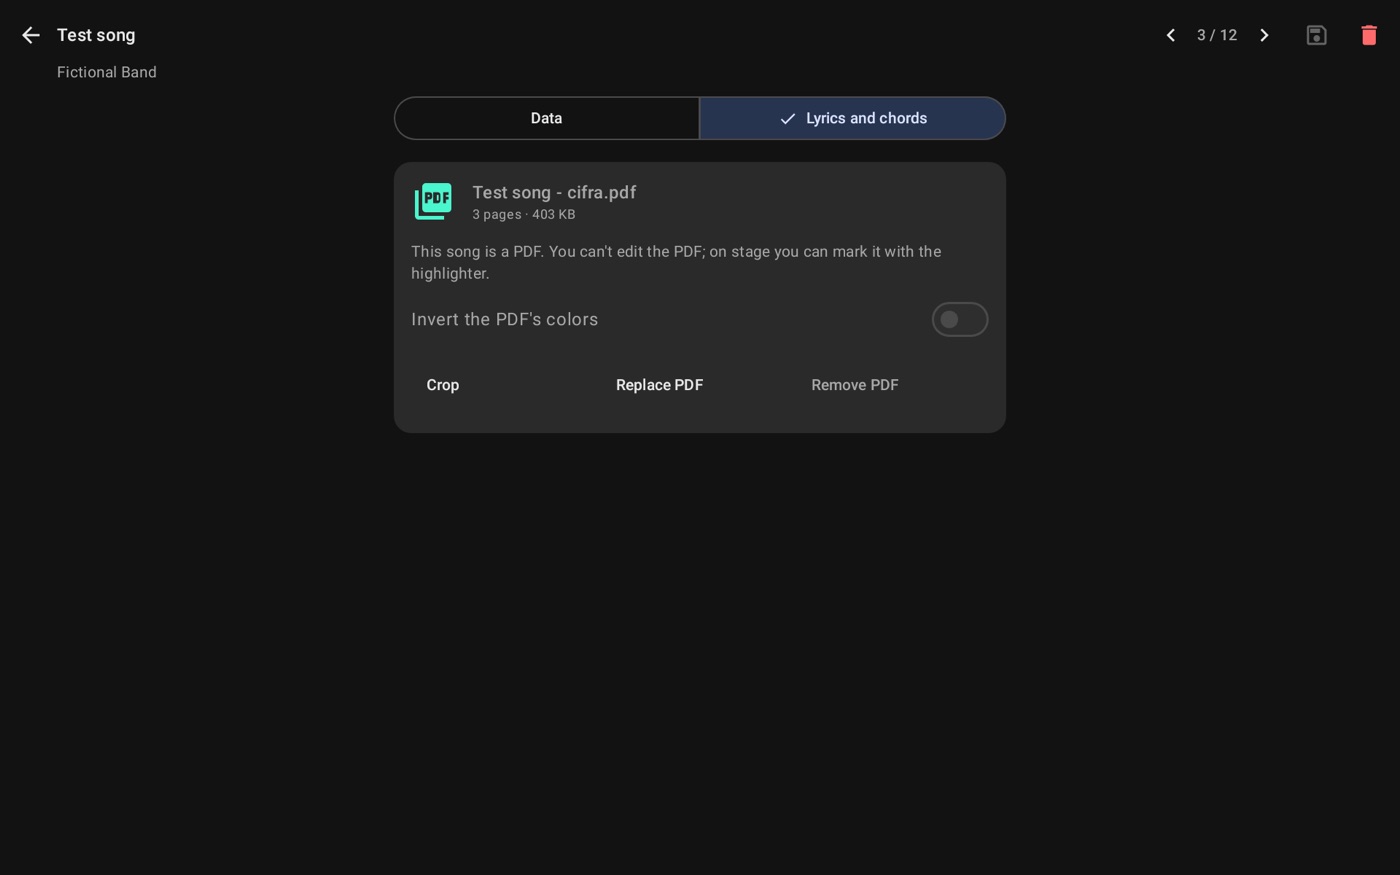 Test song
3 / 12
Fictional Band
Data
Lyrics and chords
PDF
Test song - cifra.pdf
3 pages · 403 KB
This song is a PDF. You can't edit the PDF; on stage you can mark it with the
highlighter.
Invert the PDF's colors
Crop
Replace PDF
Remove PDF